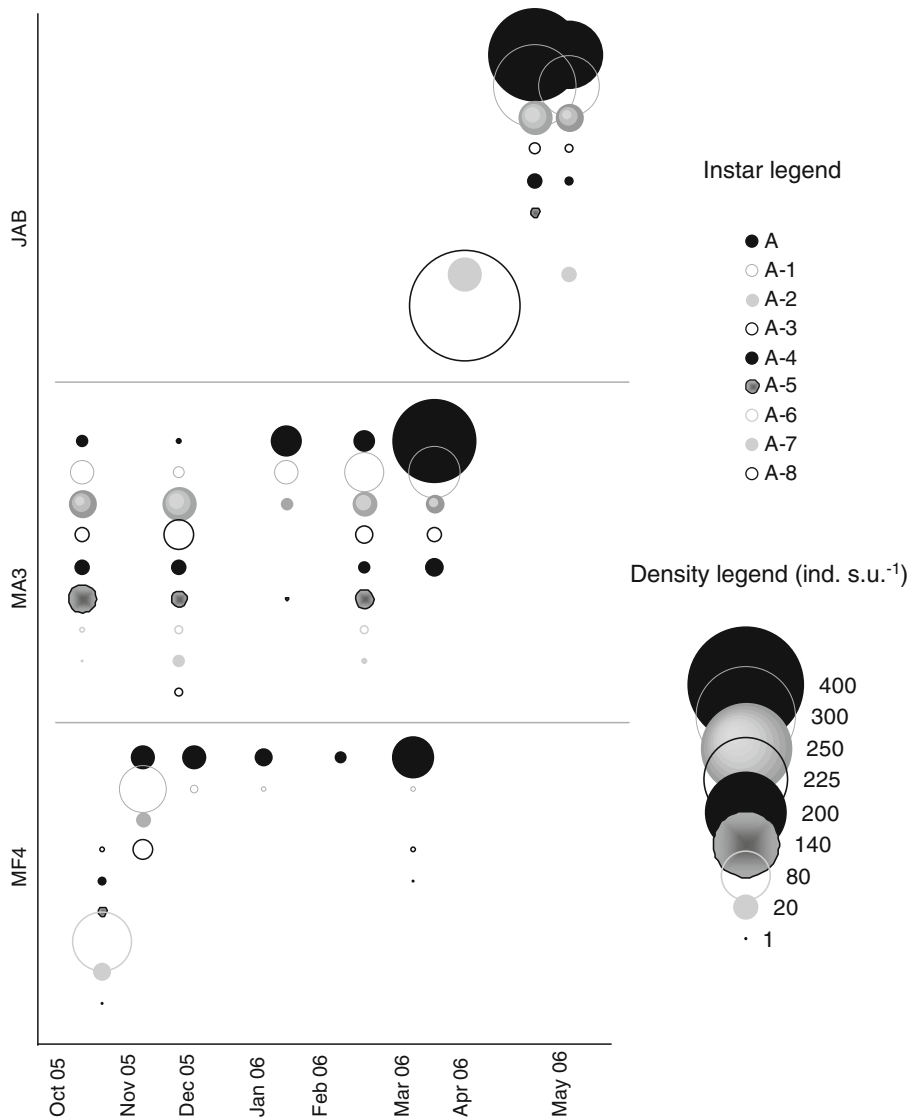 JAB
MA3
MF4
Oct 05
Nov 05
Dec 05
Jan 06
Feb 06
Mar 06
Apr 06
May 06
Instar legend
A
A-1
A-2
A-3
A-4
A-5
A-6
A-7
A-8
Density legend (ind. s.u.⁻¹)
400
300
250
225
200
140
80
20
1